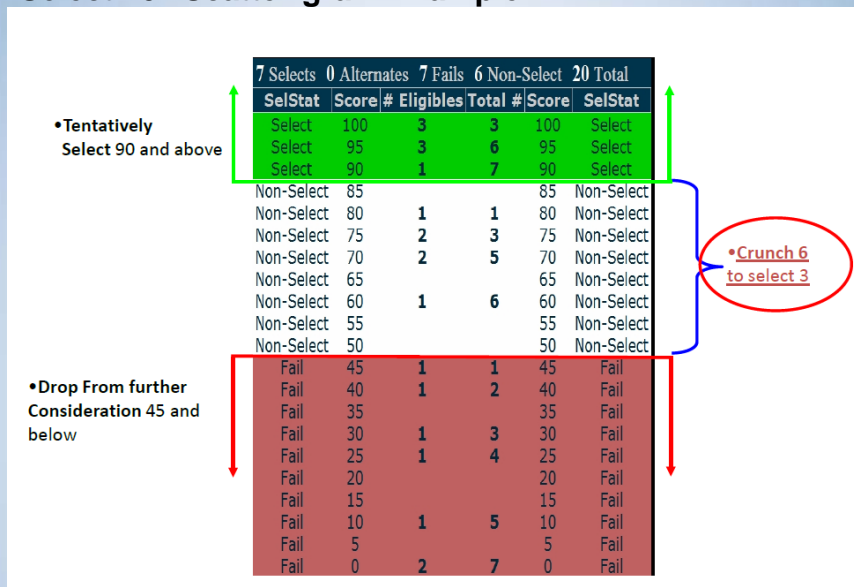 7 Selects 0 Alternates 7 Fails 6 Non-Select 20 Total
SelStat Score # Eligibles Total # Score SelStat
Select 100 3 3 100 Select
Select 95 3 6 95 Select
Select 90 1 7 90 Select
Non-Select 85 85 Non-Select
Non-Select 80 1 1 80 Non-Select
Non-Select 75 2 3 75 Non-Select
Non-Select 70 2 5 70 Non-Select
Non-Select 65 65 Non-Select
Non-Select 60 1 6 60 Non-Select
Non-Select 55 55 Non-Select
Non-Select 50 50 Non-Select
Fail 45 1 1 45 Fail
Fail 40 1 2 40 Fail
Fail 35 35 Fail
Fail 30 1 3 30 Fail
Fail 25 1 4 25 Fail
Fail 20 20 Fail
Fail 15 15 Fail
Fail 10 1 5 10 Fail
Fail 5 5 Fail
Fail 0 2 7 0 Fail
•Tentatively
Select 90 and above
•Crunch 6
to select 3
•Drop From further
Consideration 45 and
below